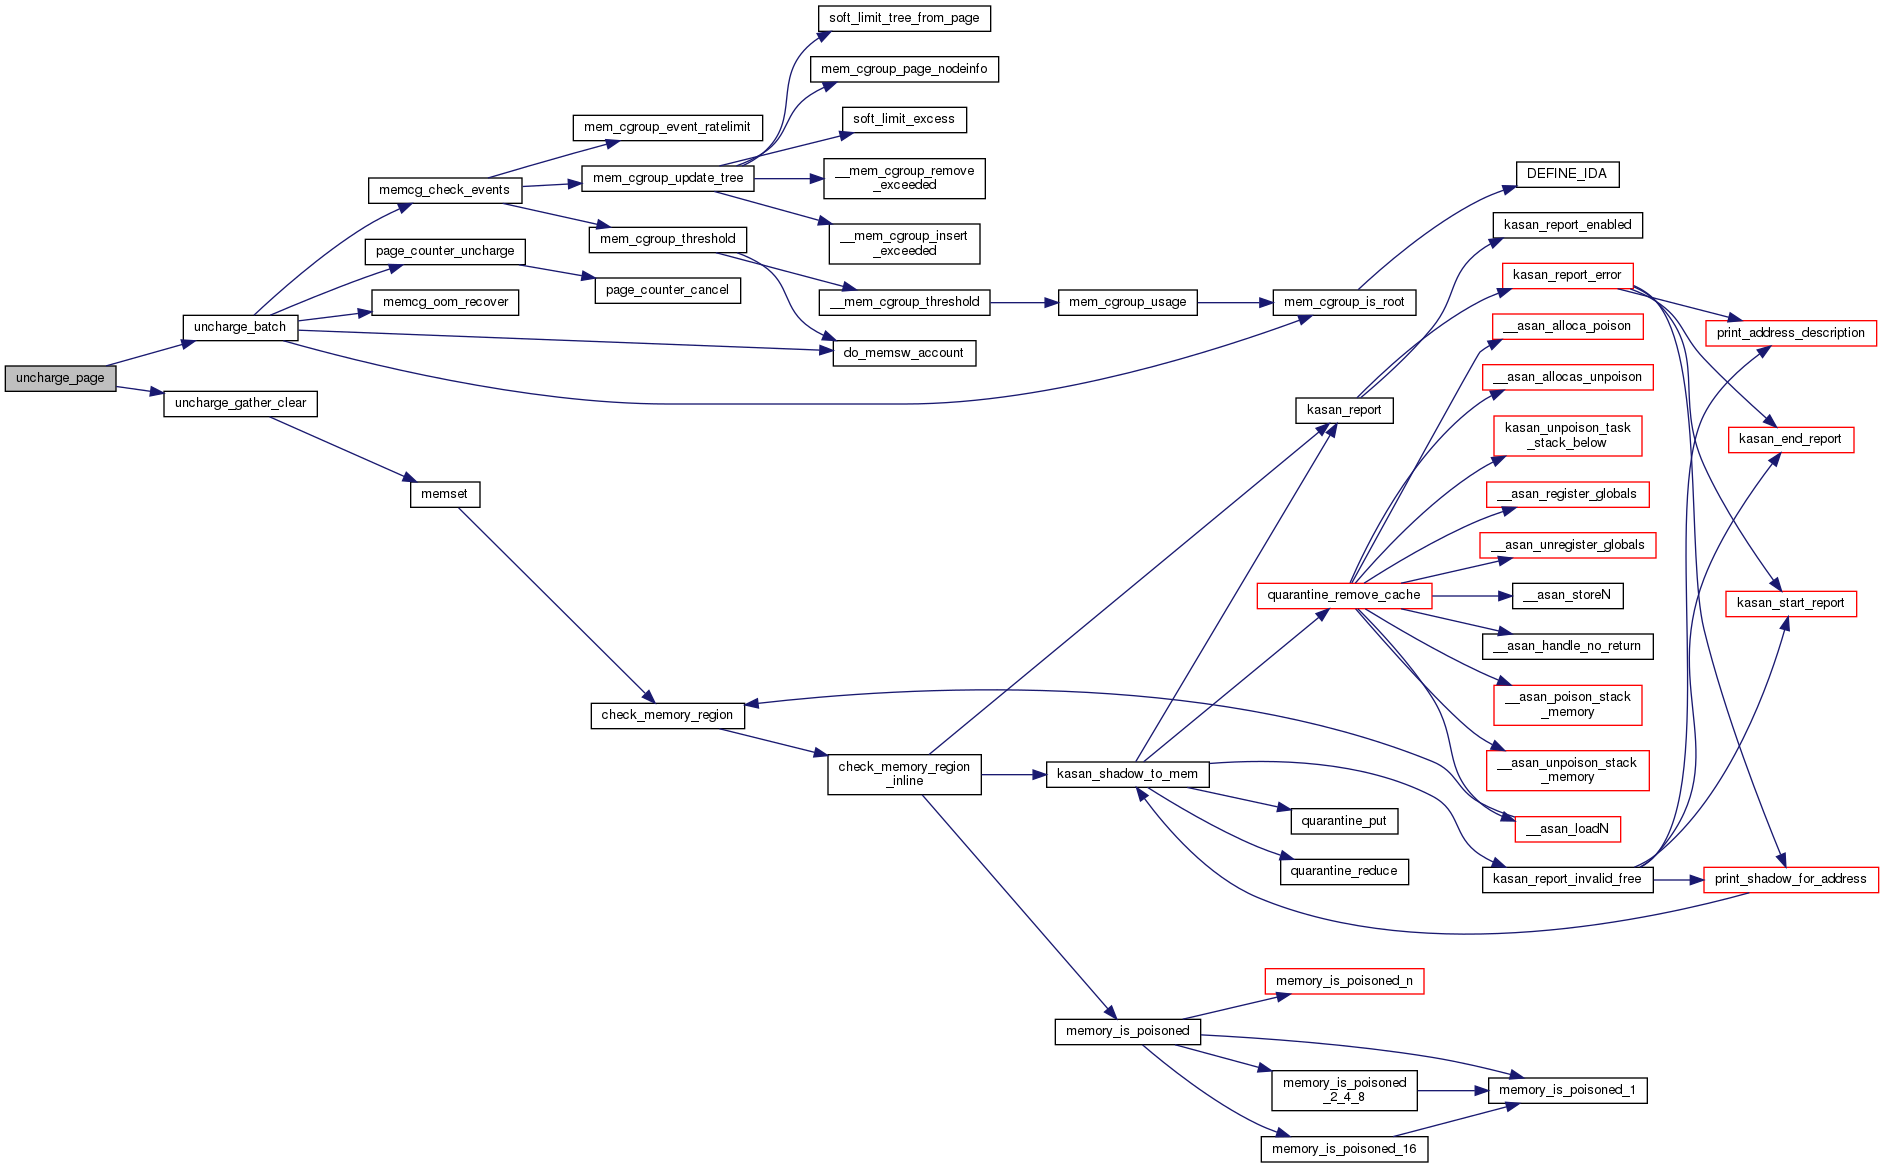 soft_limit_tree_from_page
mem_cgroup_page_nodeinfo
soft_limit_excess
mem_cgroup_event_ratelimit
mem_cgroup_update_tree
__mem_cgroup_remove
_exceeded
memcg_check_events
mem_cgroup_threshold
__mem_cgroup_insert
_exceeded
page_counter_uncharge
page_counter_cancel
memcg_oom_recover
__mem_cgroup_threshold
mem_cgroup_usage
mem_cgroup_is_root
uncharge_batch
do_memsw_account
uncharge_page
uncharge_gather_clear
memset
DEFINE_IDA
kasan_report_enabled
kasan_report_error
__asan_alloca_poison
print_address_description
__asan_allocas_unpoison
kasan_report
kasan_unpoison_task
_stack_below
kasan_end_report
__asan_register_globals
__asan_unregister_globals
quarantine_remove_cache
__asan_storeN
kasan_start_report
__asan_handle_no_return
__asan_poison_stack
_memory
check_memory_region
__asan_unpoison_stack
_memory
check_memory_region
_inline
kasan_shadow_to_mem
quarantine_put
__asan_loadN
quarantine_reduce
kasan_report_invalid_free
print_shadow_for_address
memory_is_poisoned_n
memory_is_poisoned
memory_is_poisoned
_2_4_8
memory_is_poisoned_1
memory_is_poisoned_16